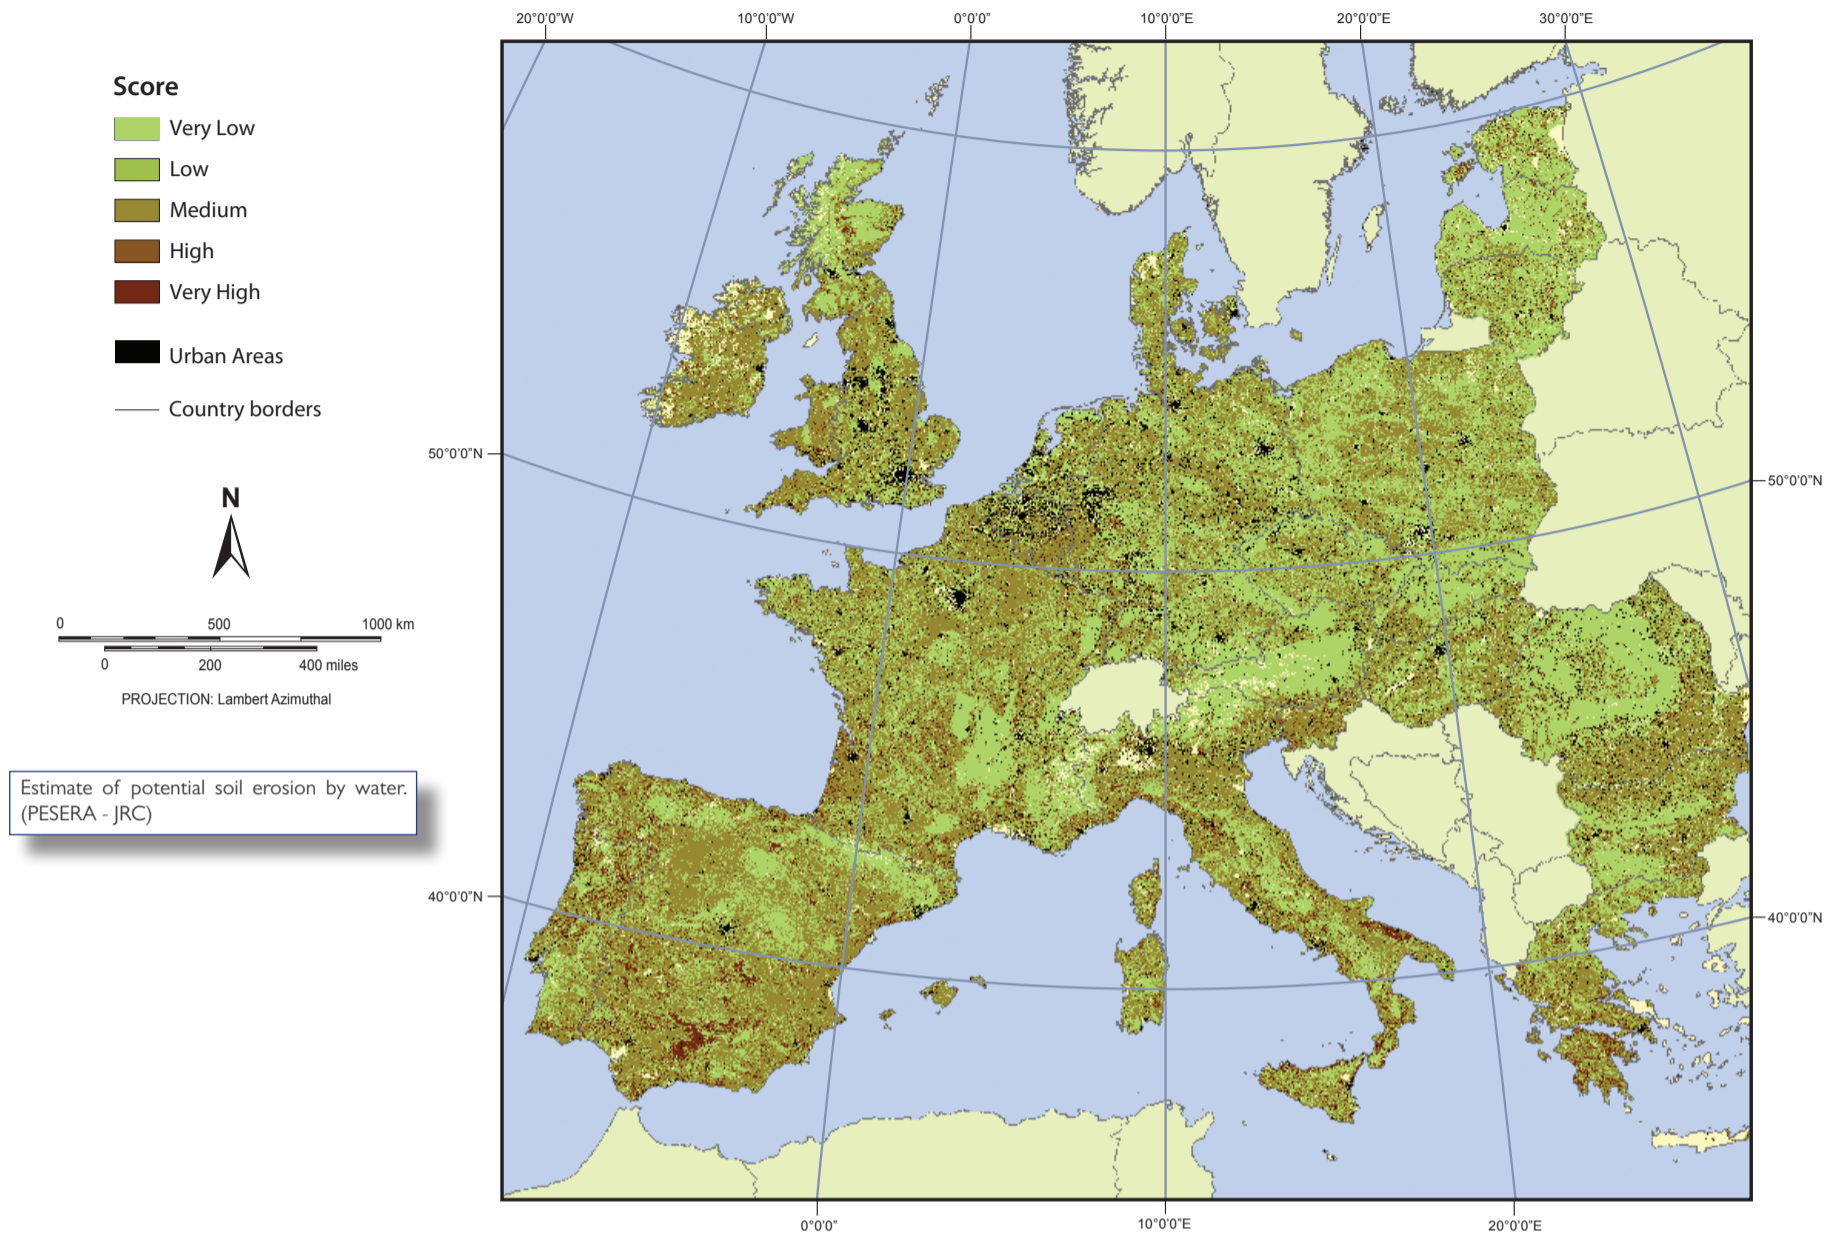 20°0'0"W 10°0'0"W 0°0'0" 10°0'0"E 20°0'0"E 30°0'0"E
Score
Very Low
Low
Medium
High
Very High
Urban Areas
Country borders
50°0'0"N
50°0'0"N
N
0 500 1000 km
0 200 400 miles
PROJECTION: Lambert Azimuthal
Estimate of potential soil erosion by water.
(PESERA - JRC)
40°0'0"N
40°0'0"N
0°0'0" 10°0'0"E 20°0'0"E